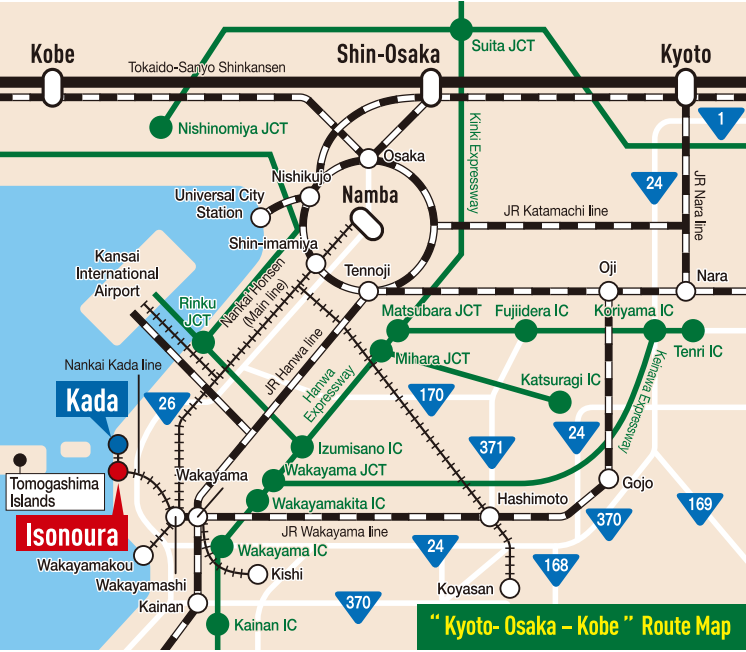 Kobe
Shin-Osaka
Kyoto
Suita JCT
Tokaido-Sanyo Shinkansen
Nishinomiya JCT
Kinki Expressway
1
Osaka
Nishikujo
Universal City
Station
Namba
24
JR Nara line
JR Katamachi line
Shin-imamiya
Kansai
International
Airport
Tennoji
Oji
Nara
Rinku
JCT
Nankai Honsen
(Main line)
Matsubara JCT
Fujiidera IC
Koriyama IC
Tenri IC
Mihara JCT
JR Hanwa line
Nankai Kada line
Hanwa
Expressway
Katsuragi IC
Keinawa Expressway
Kada
26
170
24
371
Izumisano IC
Wakayama
Wakayama JCT
Tomogashima
Islands
Gojo
Wakayamakita IC
Hashimoto
169
Isonoura
JR Wakayama line
370
Wakayama IC
24
Wakayamakou
168
Kishi
Wakayamashi
Koyasan
Kainan
370
Kainan IC
“ Kyoto- Osaka – Kobe ” Route Map